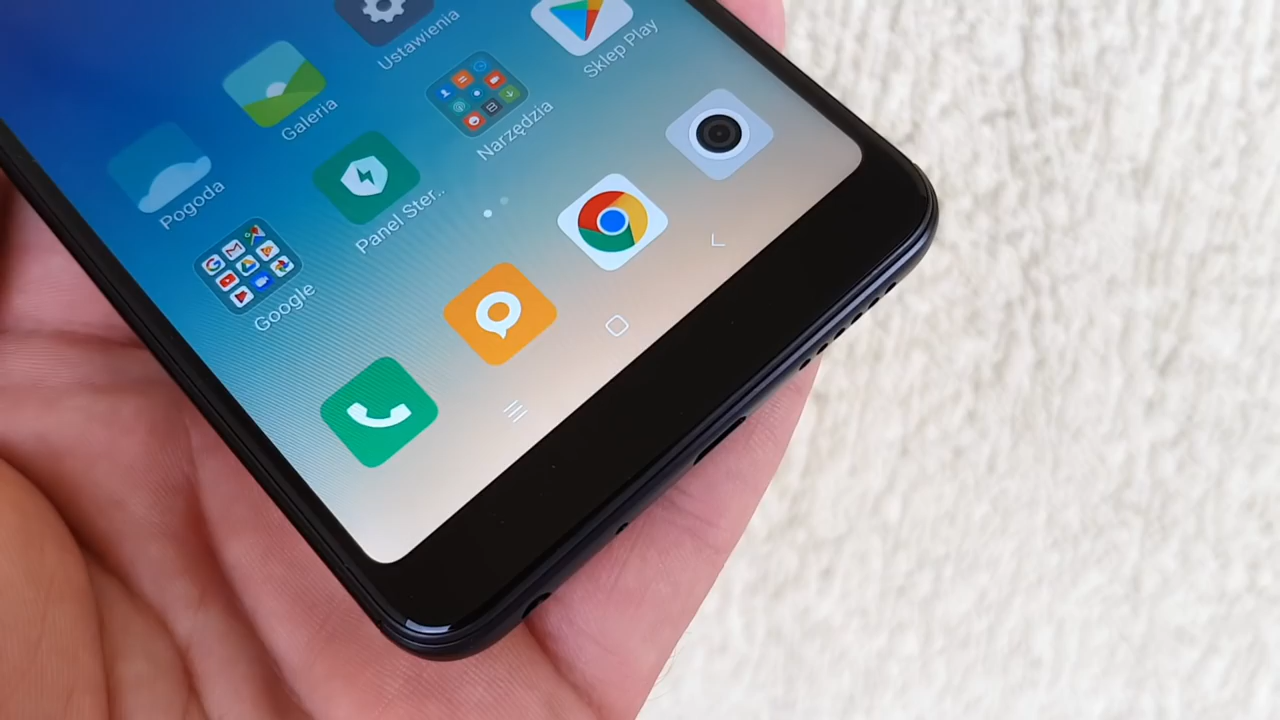 Ustawienia
Sklep Play
Galeria
Narzędzia
Pogoda
Panel Ster..
Google